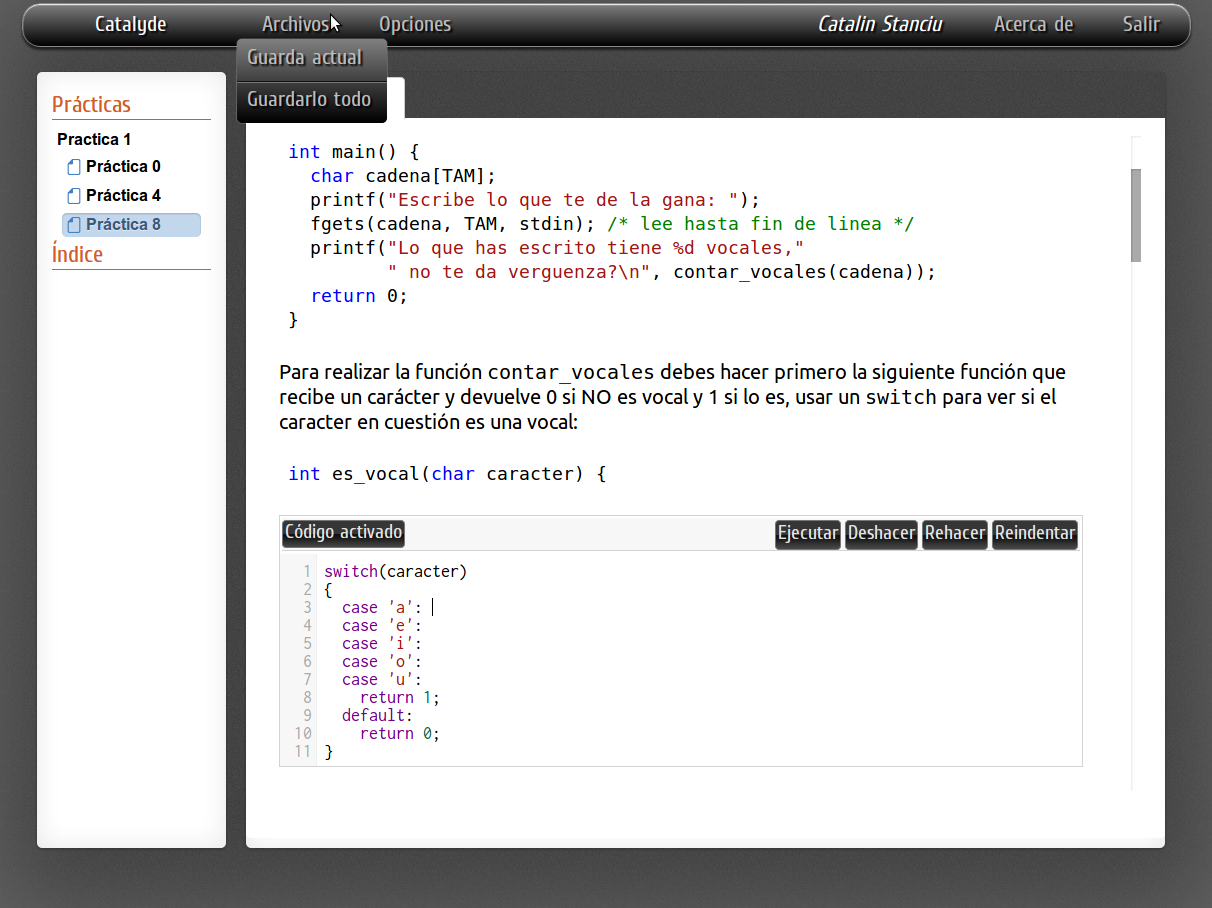 Catalyde Archivos Opciones Catalin Stanciu Acerca de Salir
Guarda actual
Guardarlo todo
Prácticas
Practica 1
Práctica 0
Práctica 4
Práctica 8
Índice
int main() {
char cadena[TAM];
printf("Escribe lo que te de la gana: ");
fgets(cadena, TAM, stdin); /* lee hasta fin de linea */
printf("Lo que has escrito tiene %d vocales,"
" no te da verguenza?\n", contar_vocales(cadena));
return 0;
}
Para realizar la función contar_vocales debes hacer primero la siguiente función que
recibe un carácter y devuelve 0 si NO es vocal y 1 si lo es, usar un switch para ver si el
caracter en cuestión es una vocal:
int es_vocal(char caracter) {
Código activado Ejecutar Deshacer Rehacer Reindentar
1 switch(caracter)
2 {
3 case 'a':
4 case 'e':
5 case 'i':
6 case 'o':
7 case 'u':
8 return 1;
9 default:
10 return 0;
11 }